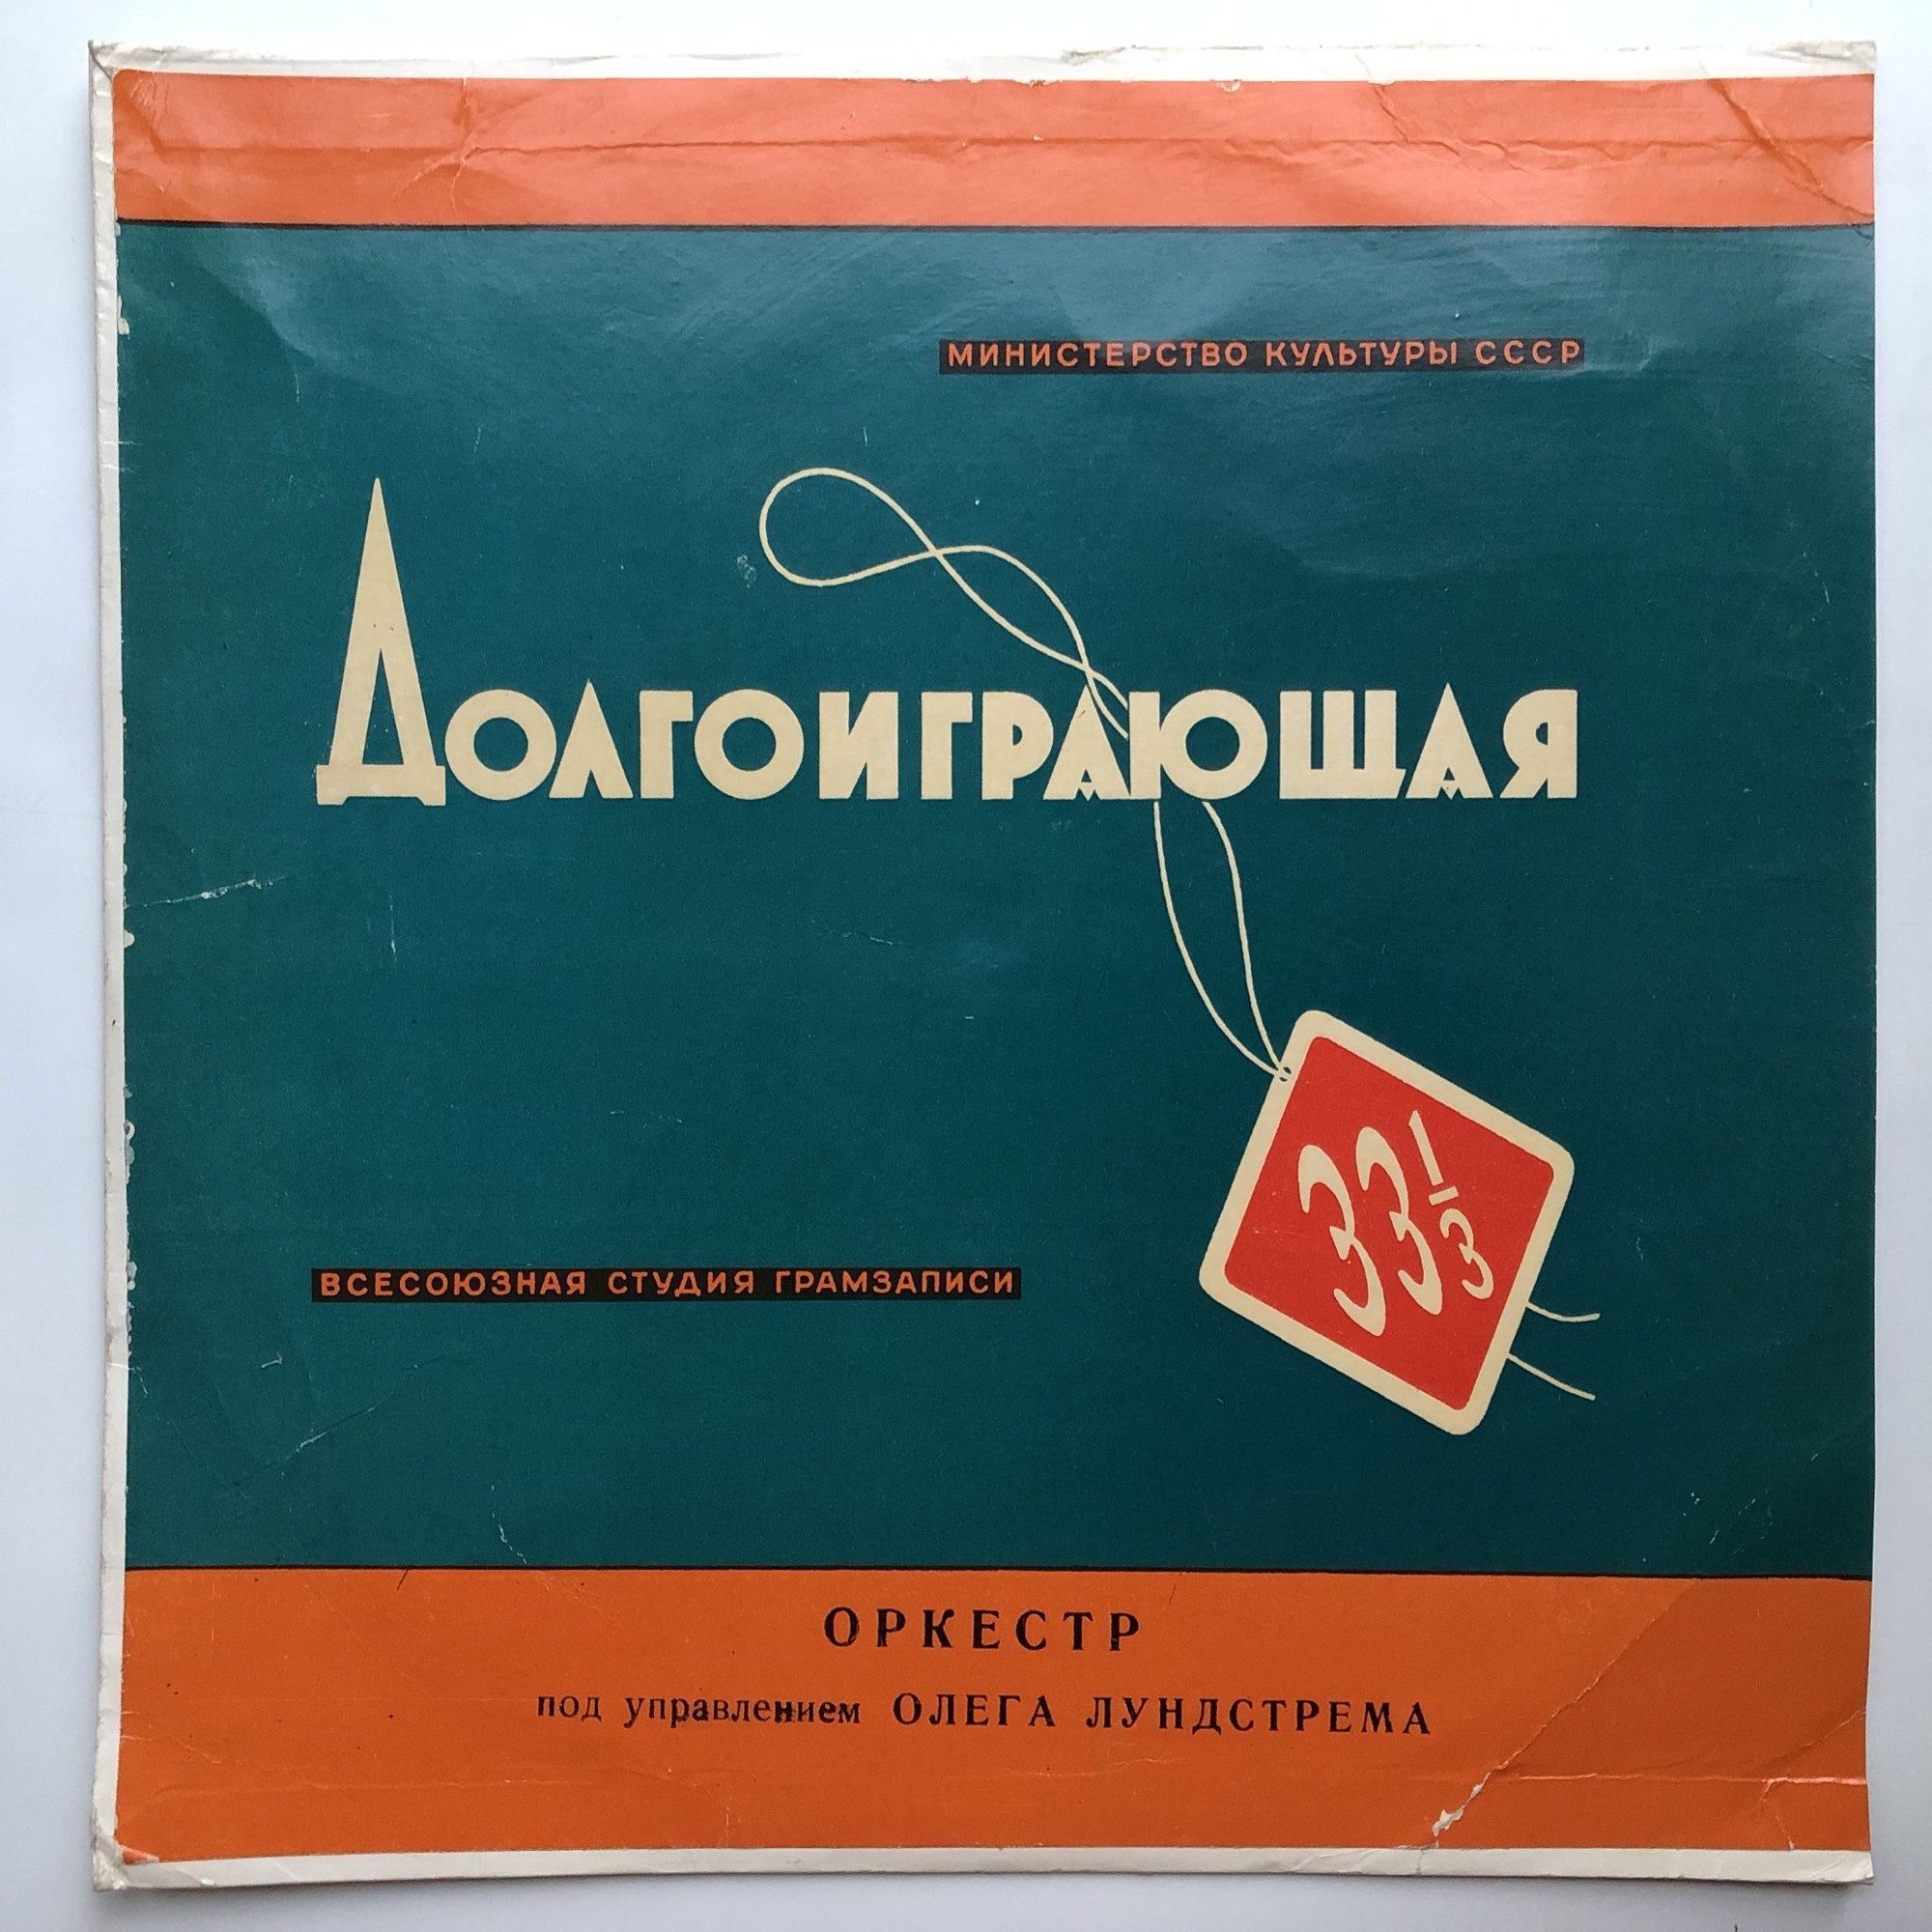 МИНИСТЕРСТВО КУЛЬТУРЫ СССР
ДОЛГОИГРАЮЩАЯ
33 1/3
ВСЕСОЮЗНАЯ СТУДИЯ ГРАМЗАПИСИ
ОРКЕСТР
под управлением ОЛЕГА ЛУНДСТРЕМА